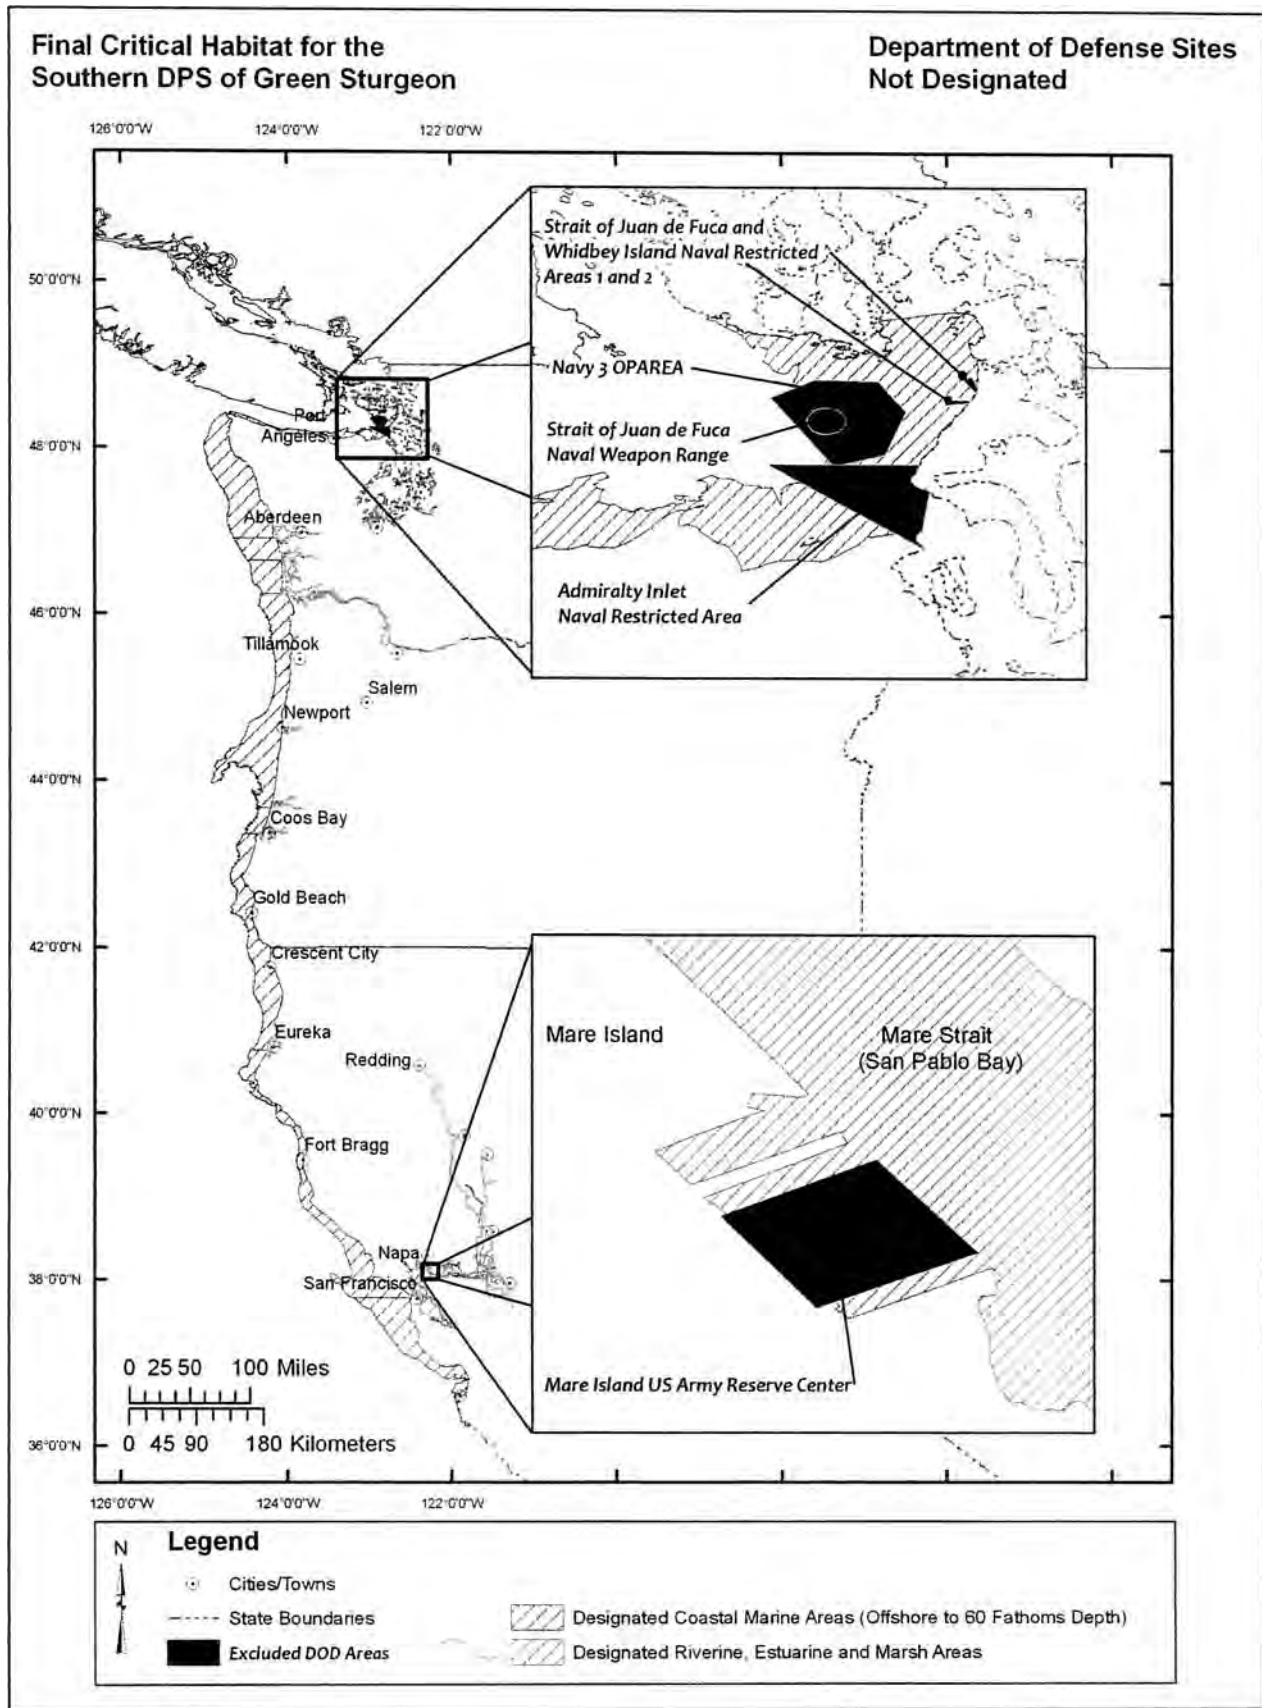 Final Critical Habitat for the
Southern DPS of Green Sturgeon
Department of Defense Sites
Not Designated
126°0'0"W
124°0'0"W
122°0'0"W
Strait of Juan de Fuca and
Whidbey Island Naval Restricted
Areas 1 and 2
50°0'0"N
Navy 3 OPAREA
Port
Angeles
48°0'0"N
Strait of Juan de Fuca
Naval Weapon Range
Aberdeen
Admiralty Inlet
Naval Restricted Area
46°0'0"N
Tillamook
Salem
Newport
44°0'0"N
Coos Bay
Gold Beach
42°0'0"N
Crescent City
Eureka
Mare Island
Mare Strait
(San Pablo Bay)
Redding
40°0'0"N
Fort Bragg
Napa
38°0'0"N
San Francisco
0 25 50 100 Miles
Mare Island US Army Reserve Center
0 45 90 180 Kilometers
36°0'0"N
126°0'0"W
124°0'0"W
122°0'0"W
N
Legend
Cities/Towns
State Boundaries
Excluded DOD Areas
Designated Coastal Marine Areas (Offshore to 60 Fathoms Depth)
Designated Riverine, Estuarine and Marsh Areas